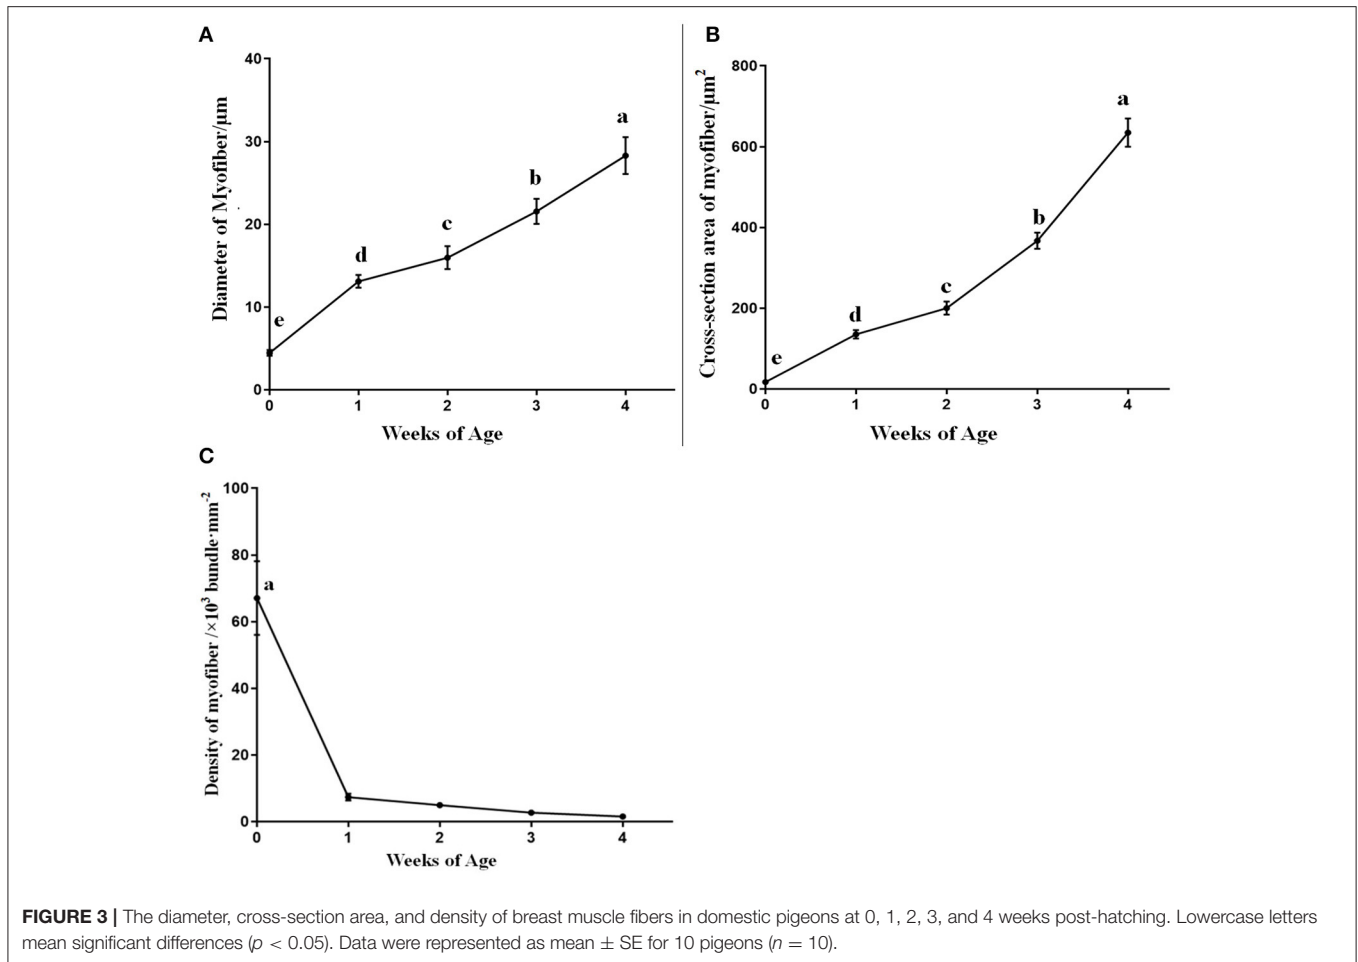 A
Diameter of Myofiber/μm
40
30
20
10
0
e
d
c
b
a
0 1 2 3 4
Weeks of Age
B
Cross-section area of myofiber/μm²
800
600
400
200
0
e
d
c
b
a
0 1 2 3 4
Weeks of Age
C
Density of myofiber /×10³ bundle·mm⁻²
100
80
60
40
20
0
a
0 1 2 3 4
Weeks of Age
FIGURE 3 | The diameter, cross-section area, and density of breast muscle fibers in domestic pigeons at 0, 1, 2, 3, and 4 weeks post-hatching. Lowercase letters
mean significant differences (p < 0.05). Data were represented as mean ± SE for 10 pigeons (n = 10).